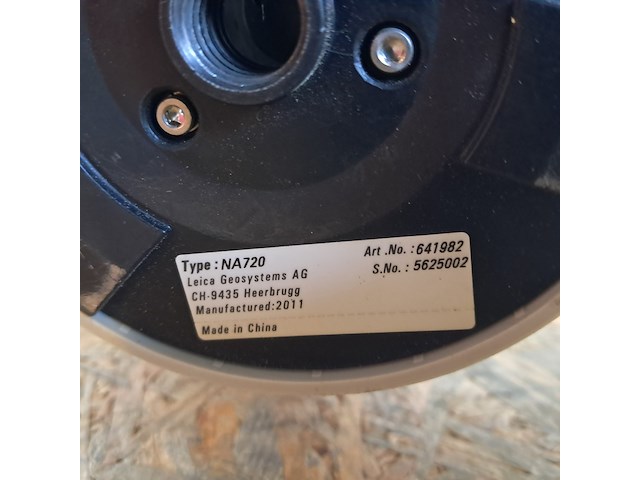 Type : NA720 Art .No. : 641982
Leica Geosystems AG S.No. : 5625002
CH-9435 Heerbrugg
Manufactured:2011
Made in China